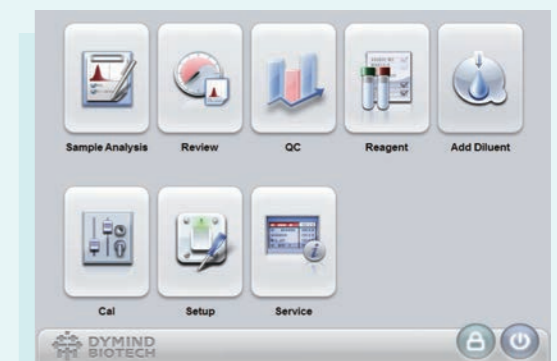 Sample Analysis
Review
QC
Reagent
Add Diluent
Cal
Setup
Service
DYMIND
BIOTECH